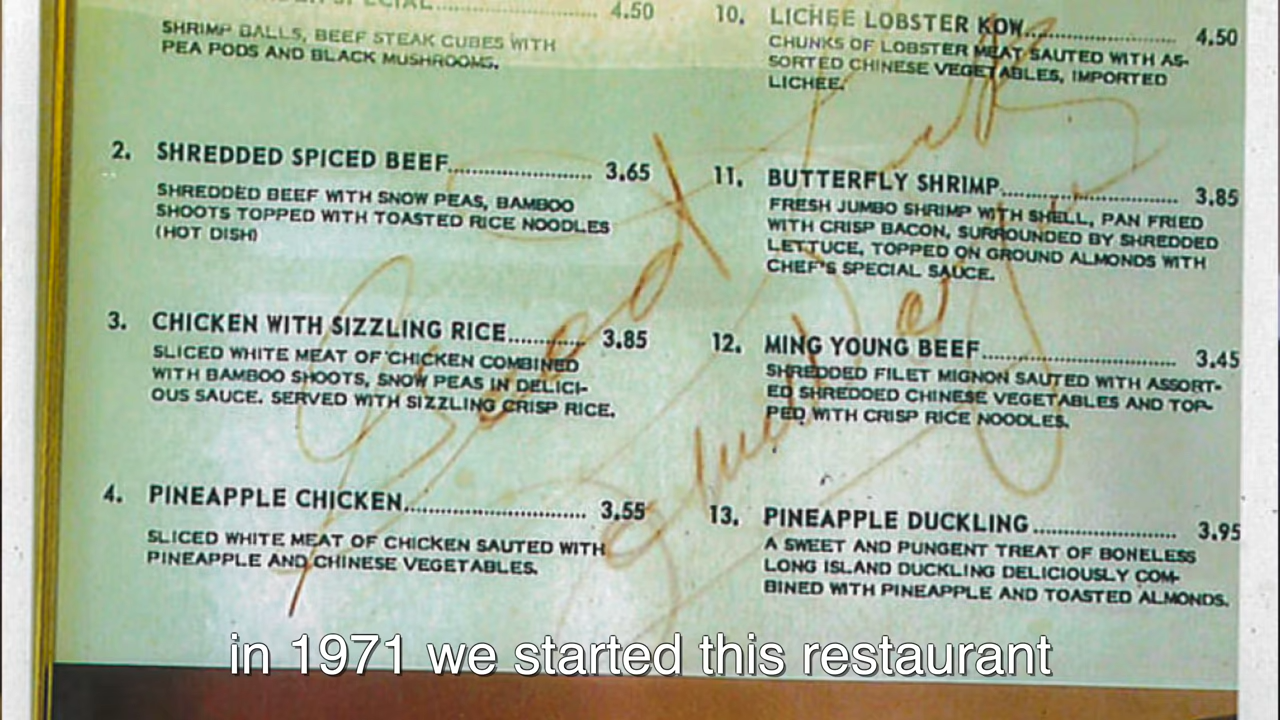 4.50
SHRIMP BALLS, BEEF STEAK CUBES WITH
PEA PODS AND BLACK MUSHROOMS.
2. SHREDDED SPICED BEEF 3.65
SHREDDED BEEF WITH SNOW PEAS, BAMBOO
SHOOTS TOPPED WITH TOASTED RICE NOODLES
(HOT DISH)
3. CHICKEN WITH SIZZLING RICE 3.85
SLICED WHITE MEAT OF CHICKEN COMBINED
WITH BAMBOO SHOOTS, SNOW PEAS IN DELICI-
OUS SAUCE. SERVED WITH SIZZLING CRISP RICE.
4. PINEAPPLE CHICKEN 3.55
SLICED WHITE MEAT OF CHICKEN SAUTED WITH
PINEAPPLE AND CHINESE VEGETABLES.
10. LICHEE LOBSTER KOW 4.50
CHUNKS OF LOBSTER MEAT SAUTED WITH AS-
SORTED CHINESE VEGETABLES, IMPORTED
LICHEE.
11. BUTTERFLY SHRIMP 3.85
FRESH JUMBO SHRIMP WITH SHELL, PAN FRIED
WITH CRISP BACON, SURROUNDED BY SHREDDED
LETTUCE, TOPPED ON GROUND ALMONDS WITH
CHEF'S SPECIAL SAUCE.
12. MING YOUNG BEEF 3.45
SHREDDED FILET MIGNON SAUTED WITH ASSORT-
ED SHREDDED CHINESE VEGETABLES AND TOP-
PED WITH CRISP RICE NOODLES.
13. PINEAPPLE DUCKLING 3.95
A SWEET AND PUNGENT TREAT OF BONELESS
LONG ISLAND DUCKLING DELICIOUSLY COM-
BINED WITH PINEAPPLE AND TOASTED ALMONDS.
in 1971 we started this restaurant